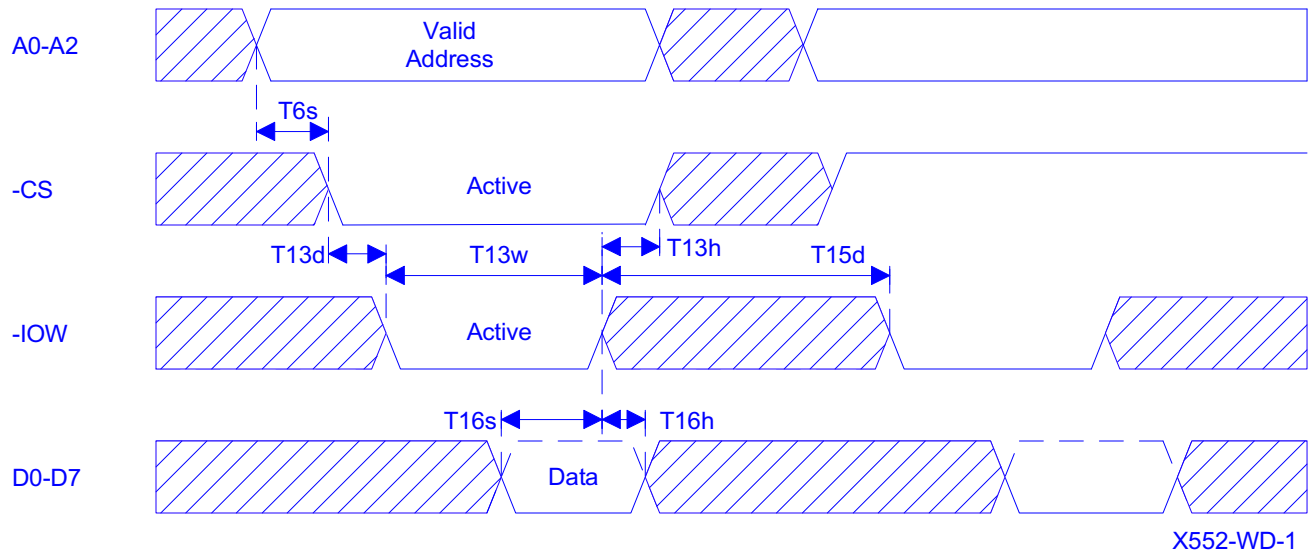 A0-A2
Valid
Address
T6s
-CS
Active
T13d
T13w
T13h
T15d
-IOW
Active
T16s
T16h
D0-D7
Data
X552-WD-1